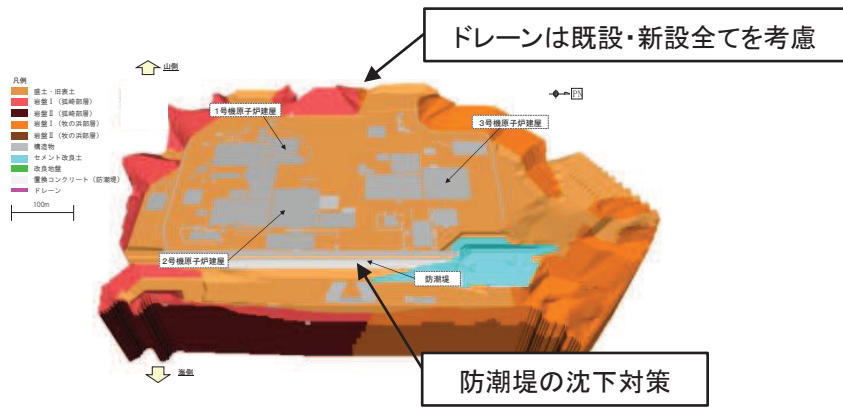 ドレーンは既設・新設全てを考慮
山側
凡例
盛土・旧表土
岩盤Ⅰ(狐崎部層)
岩盤Ⅱ(狐崎部層)
岩盤Ⅰ(牧の浜部層)
岩盤Ⅱ(牧の浜部層)
構造物
セメント改良土
改良地盤
置換コンクリート(防潮堤)
ドレーン
100m
PN
1号機原子炉建屋
3号機原子炉建屋
2号機原子炉建屋
防潮堤
防潮堤の沈下対策
海側